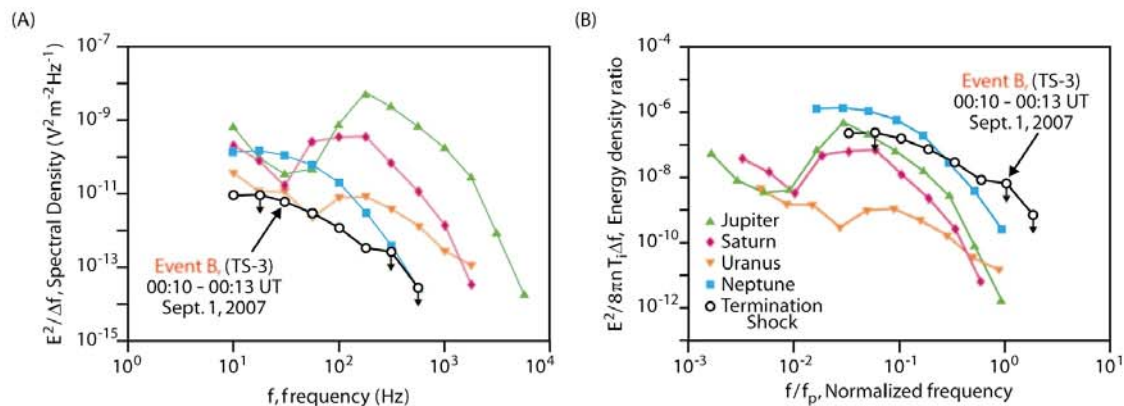 (A)
10⁻⁷
10⁻⁹
10⁻¹¹
10⁻¹³
10⁻¹⁵
E²/Δf, Spectral Density (V²m⁻²Hz⁻¹)
Event B, (TS-3)
00:10 – 00:13 UT
Sept. 1, 2007
10⁰ 10¹ 10² 10³ 10⁴
f, frequency (Hz)
(B)
10⁻⁴
10⁻⁶
10⁻⁸
10⁻¹⁰
10⁻¹²
E²/8πn TᵢΔf, Energy density ratio
Event B, (TS-3)
00:10 – 00:13 UT
Sept. 1, 2007
Jupiter
Saturn
Uranus
Neptune
Termination
Shock
10⁻³ 10⁻² 10⁻¹ 10⁰ 10¹
f/fₚ, Normalized frequency